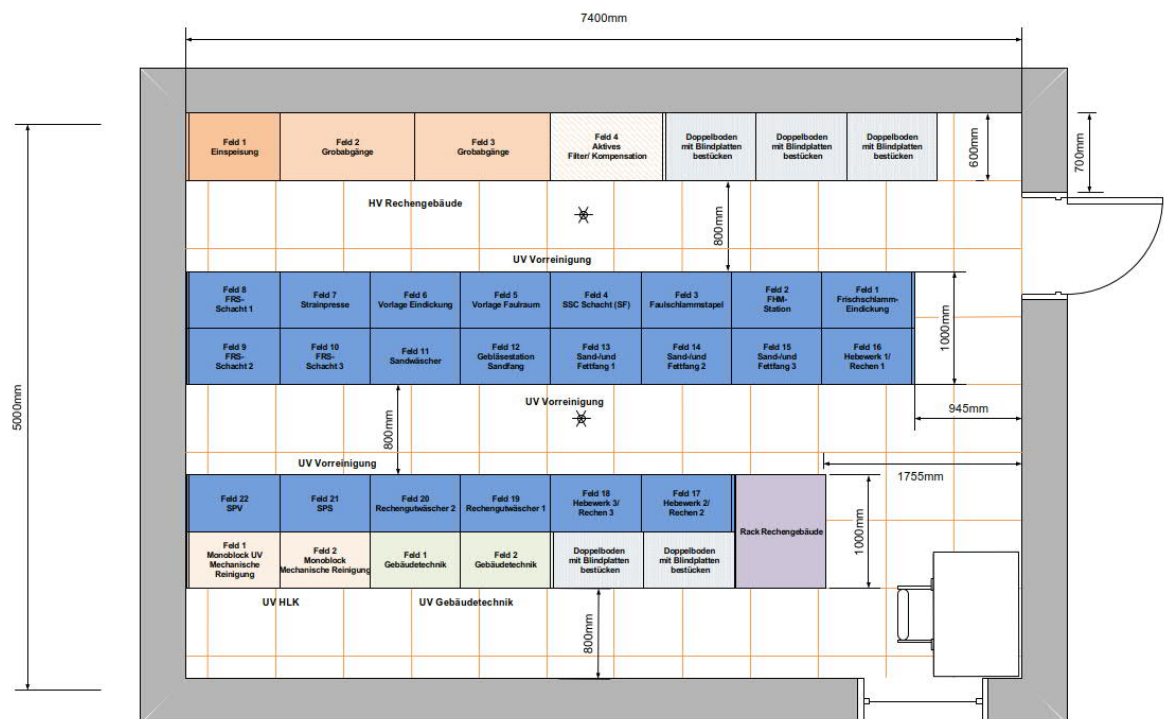 7400mm
5000mm
Feld 1
Einspeisung
Feld 2
Grobabgänge
Feld 3
Grobabgänge
Feld 4
Aktives
Filter/ Kompensation
Doppelboden
mit Blindplatten
bestücken
Doppelboden
mit Blindplatten
bestücken
Doppelboden
mit Blindplatten
bestücken
600mm
700mm
HV Rechengebäude
800mm
UV Vorreinigung
Feld 8
FRS-
Schacht 1
Feld 7
Strainpresse
Feld 6
Vorlage Eindickung
Feld 5
Vorlage Faulraum
Feld 4
SSC Schacht (SF)
Feld 3
Faulschlammstapel
Feld 2
FHM-
Station
Feld 1
Frischschlamm-
Eindickung
Feld 9
FRS-
Schacht 2
Feld 10
FRS-
Schacht 3
Feld 11
Sandwäscher
Feld 12
Gebläsestation
Sandfang
Feld 13
Sand-/und
Fettfang 1
Feld 14
Sand-/und
Fettfang 2
Feld 15
Sand-/und
Fettfang 3
Feld 16
Hebewerk 1/
Rechen 1
1000mm
UV Vorreinigung
945mm
800mm
UV Vorreinigung
1755mm
Feld 22
SPV
Feld 21
SPS
Feld 20
Rechengutwäscher 2
Feld 19
Rechengutwäscher 1
Feld 18
Hebewerk 3/
Rechen 3
Feld 17
Hebewerk 2/
Rechen 2
Rack Rechengebäude
1000mm
Feld 1
Monoblock UV
Mechanische
Reinigung
Feld 2
Monoblock
Mechanische Reinigung
Feld 1
Gebäudetechnik
Feld 2
Gebäudetechnik
Doppelboden
mit Blindplatten
bestücken
Doppelboden
mit Blindplatten
bestücken
UV HLK
UV Gebäudetechnik
800mm